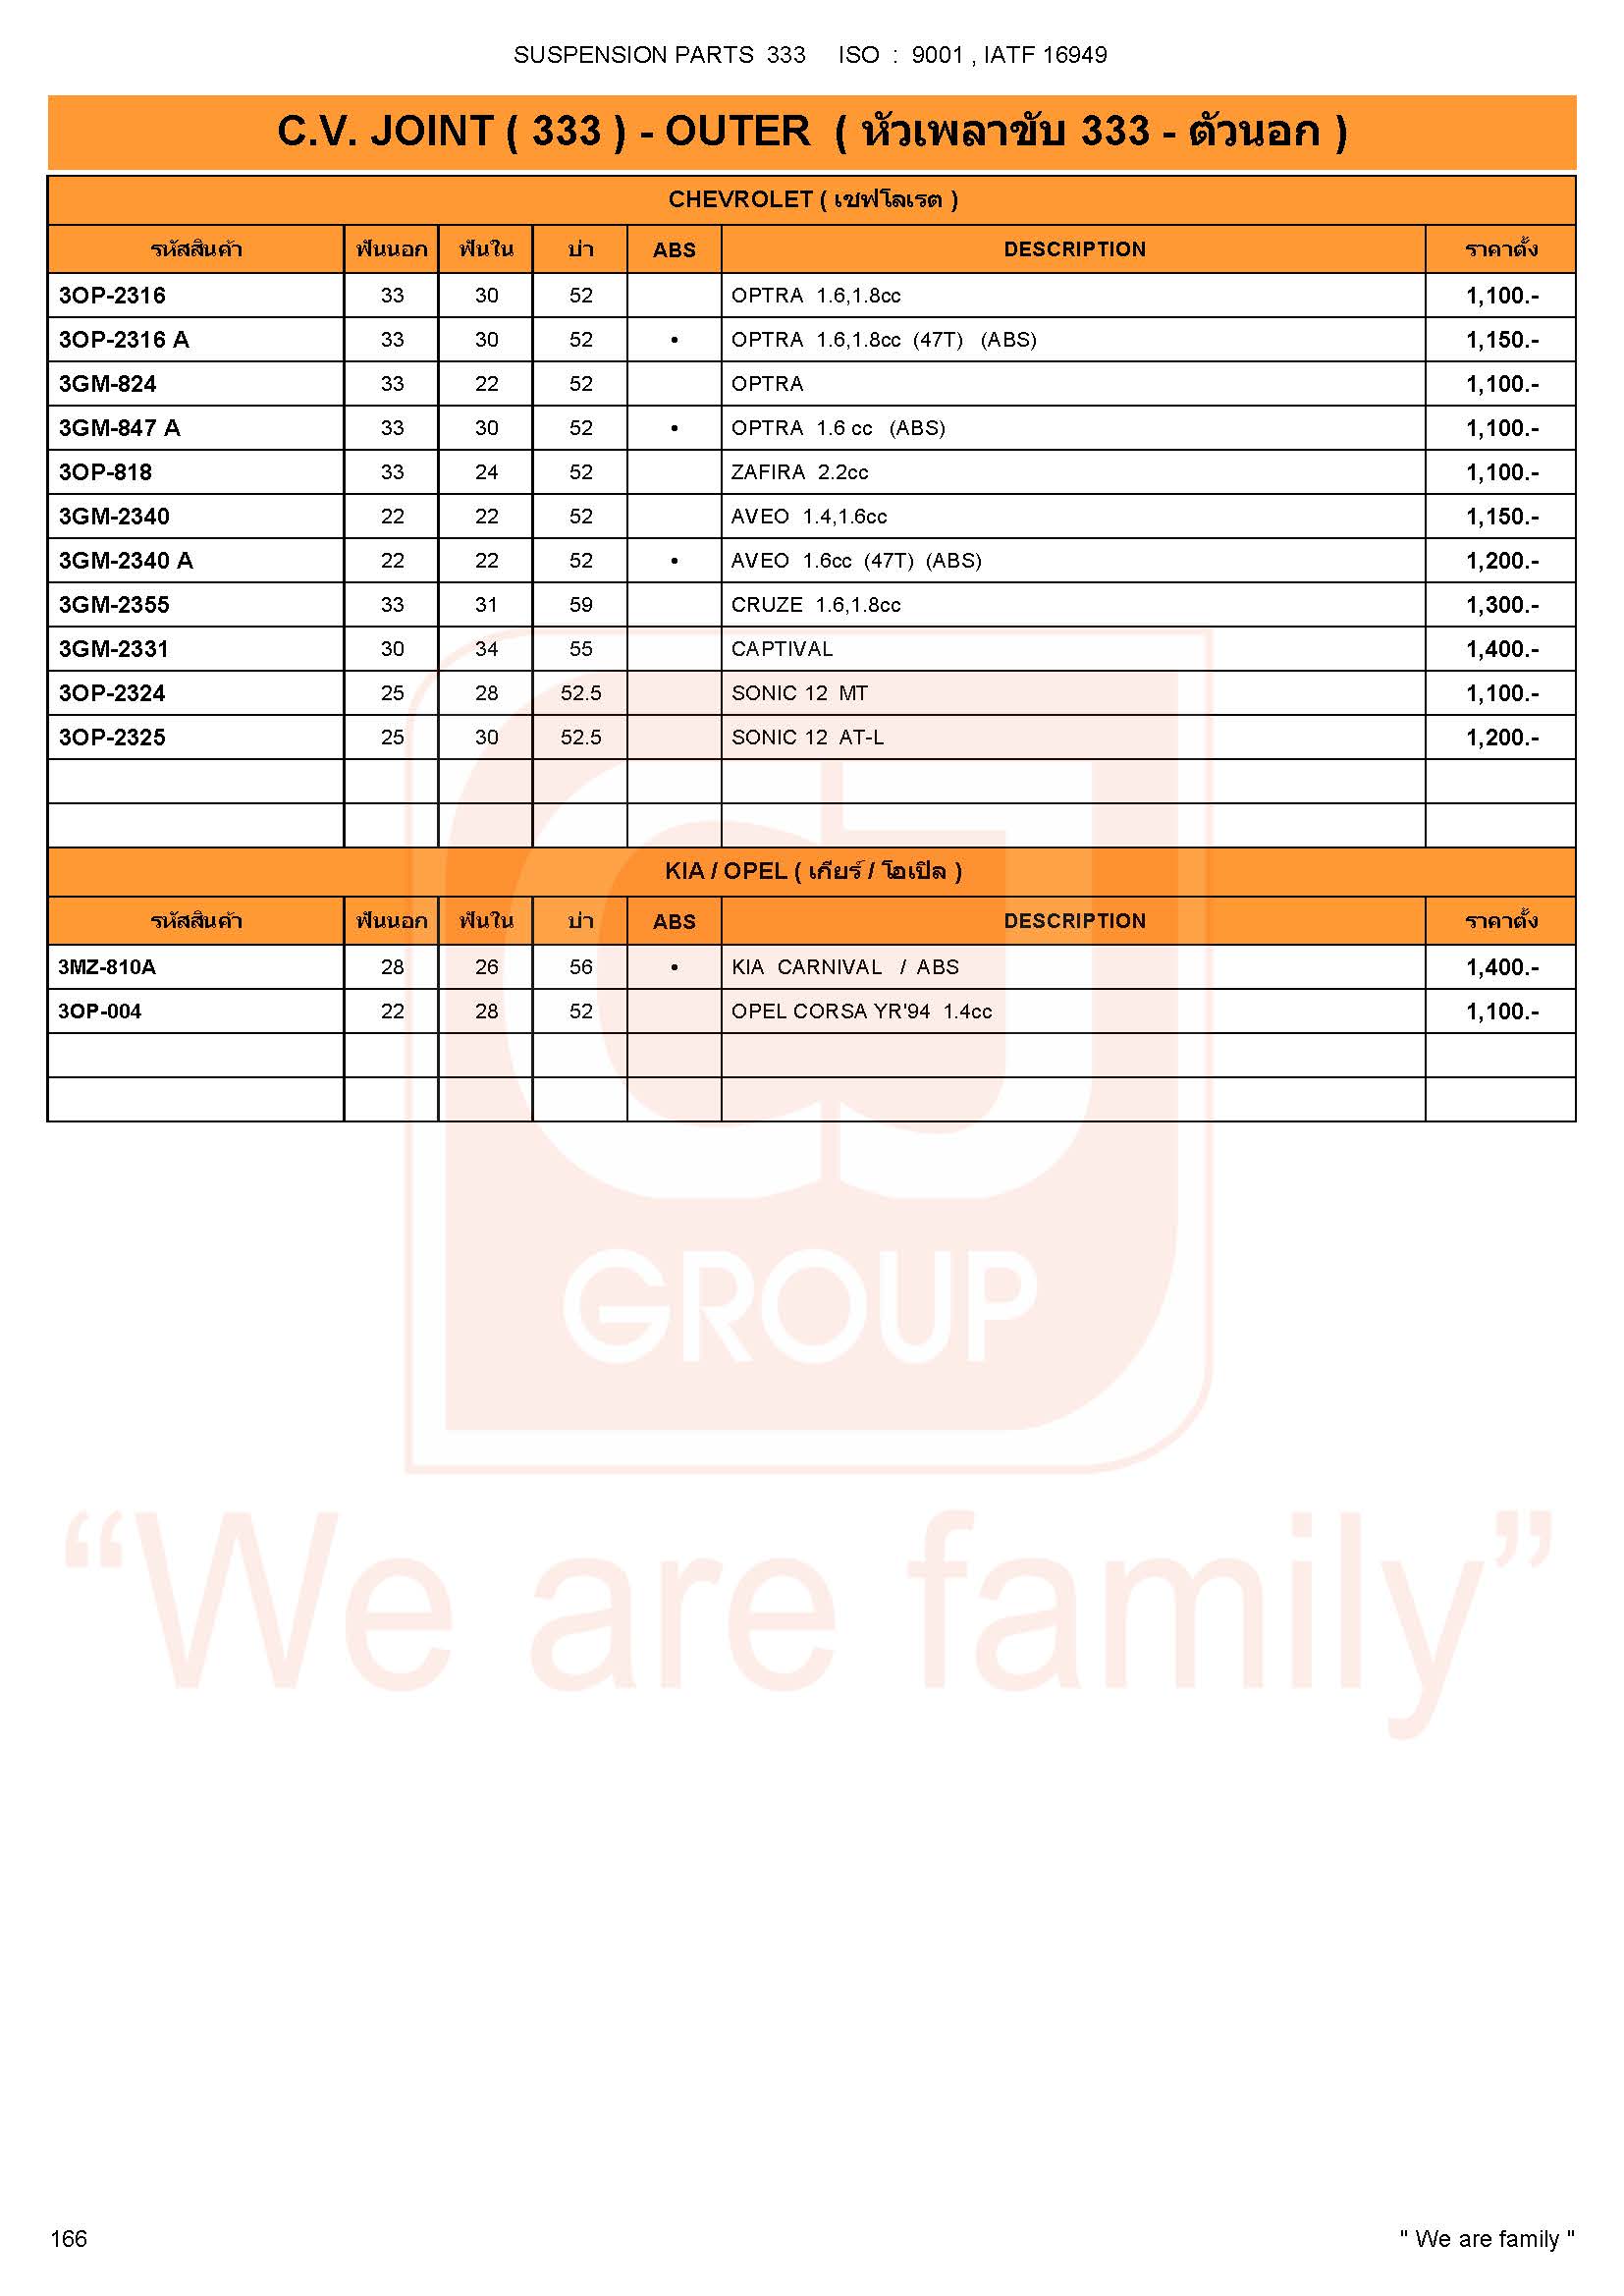 SUSPENSION PARTS 333 ISO : 9001 , IATF 16949
C.V. JOINT ( 333 ) - OUTER ( หัวเพลาขับ 333 - ตัวนอก )
CHEVROLET ( เชฟโลเรต )
รหัสสินค้า ฟันนอก ฟันใน บ่า ABS DESCRIPTION ราคาตั้ง
3OP-2316 33 30 52 OPTRA 1.6,1.8cc 1,100.-
3OP-2316 A 33 30 52 • OPTRA 1.6,1.8cc (47T) (ABS) 1,150.-
3GM-824 33 22 52 OPTRA 1,100.-
3GM-847 A 33 30 52 • OPTRA 1.6 cc (ABS) 1,100.-
3OP-818 33 24 52 ZAFIRA 2.2cc 1,100.-
3GM-2340 22 22 52 AVEO 1.4,1.6cc 1,150.-
3GM-2340 A 22 22 52 • AVEO 1.6cc (47T) (ABS) 1,200.-
3GM-2355 33 31 59 CRUZE 1.6,1.8cc 1,300.-
3GM-2331 30 34 55 CAPTIVAL 1,400.-
3OP-2324 25 28 52.5 SONIC 12 MT 1,100.-
3OP-2325 25 30 52.5 SONIC 12 AT-L 1,200.-
KIA / OPEL ( เกียร์ / โอเปิล )
รหัสสินค้า ฟันนอก ฟันใน บ่า ABS DESCRIPTION ราคาตั้ง
3MZ-810A 28 26 56 • KIA CARNIVAL / ABS 1,400.-
3OP-004 22 28 52 OPEL CORSA YR'94 1.4cc 1,100.-
CJ
GROUP
“We are family”
166 " We are family "